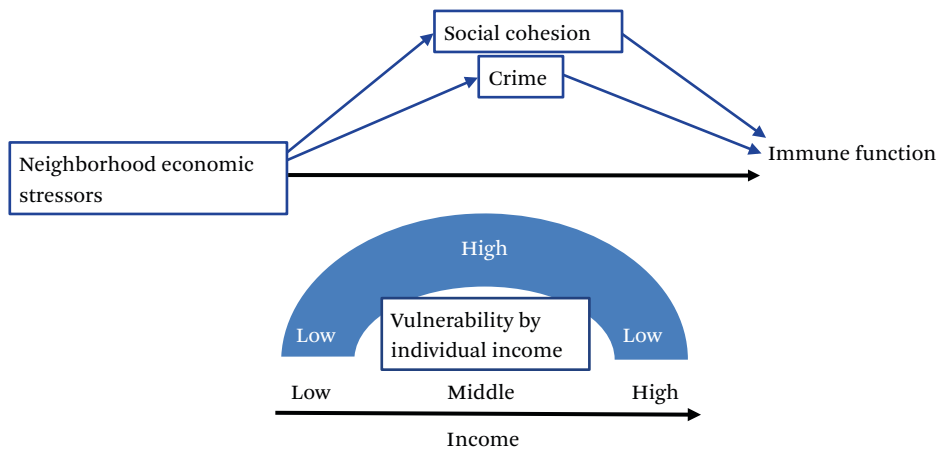 Social cohesion
Crime
Neighborhood economic
stressors
Immune function
High
Low
Vulnerability by
individual income
Low
Low
Middle
High
Income